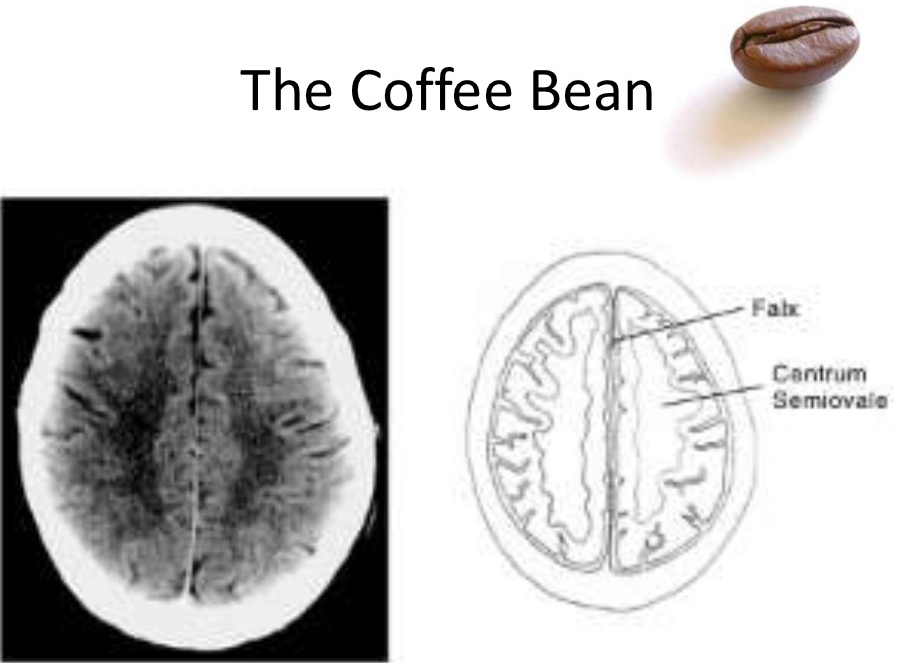 The Coffee Bean
Falx
Centrum
Semiovale